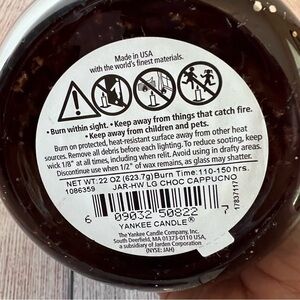 Made in USA
with the world's finest materials.
• Burn within sight. • Keep away from things that catch fire.
• Keep away from children and pets.
Burn on protected, heat-resistant surface away from other heat
sources. Remove all debris before each lighting. To reduce sooting, keep
wick 1/8" at all times, including when relit. Avoid using in drafty areas.
Discontinue use when 1/2" of wax remains, as glass may shatter.
NET WT: 22 OZ (623.7g) Burn Time: 110-150 hrs.
1086359 JAR-HW LG CHOC CAPPUCNO
6 09032 50822 7
YANKEE CANDLE®
The Yankee Candle Company, Inc.
South Deerfield, MA 01373-0110 USA
a subsidiary of Jarden Corporation
(NYSE: JAH)